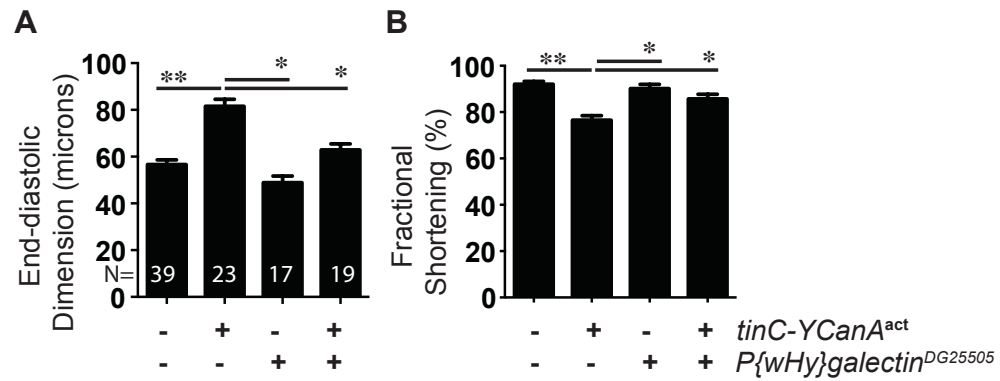 A
B
End-diastolic
Dimension (microns)
100
80
60
40
20
0
** * *
N= 39 23 17 19
- + - +
- - + +
Fractional
Shortening (%)
100
80
60
40
20
0
** * *
- + - + tinC-YCanAact
- - + + P{wHy}galectinDG25505